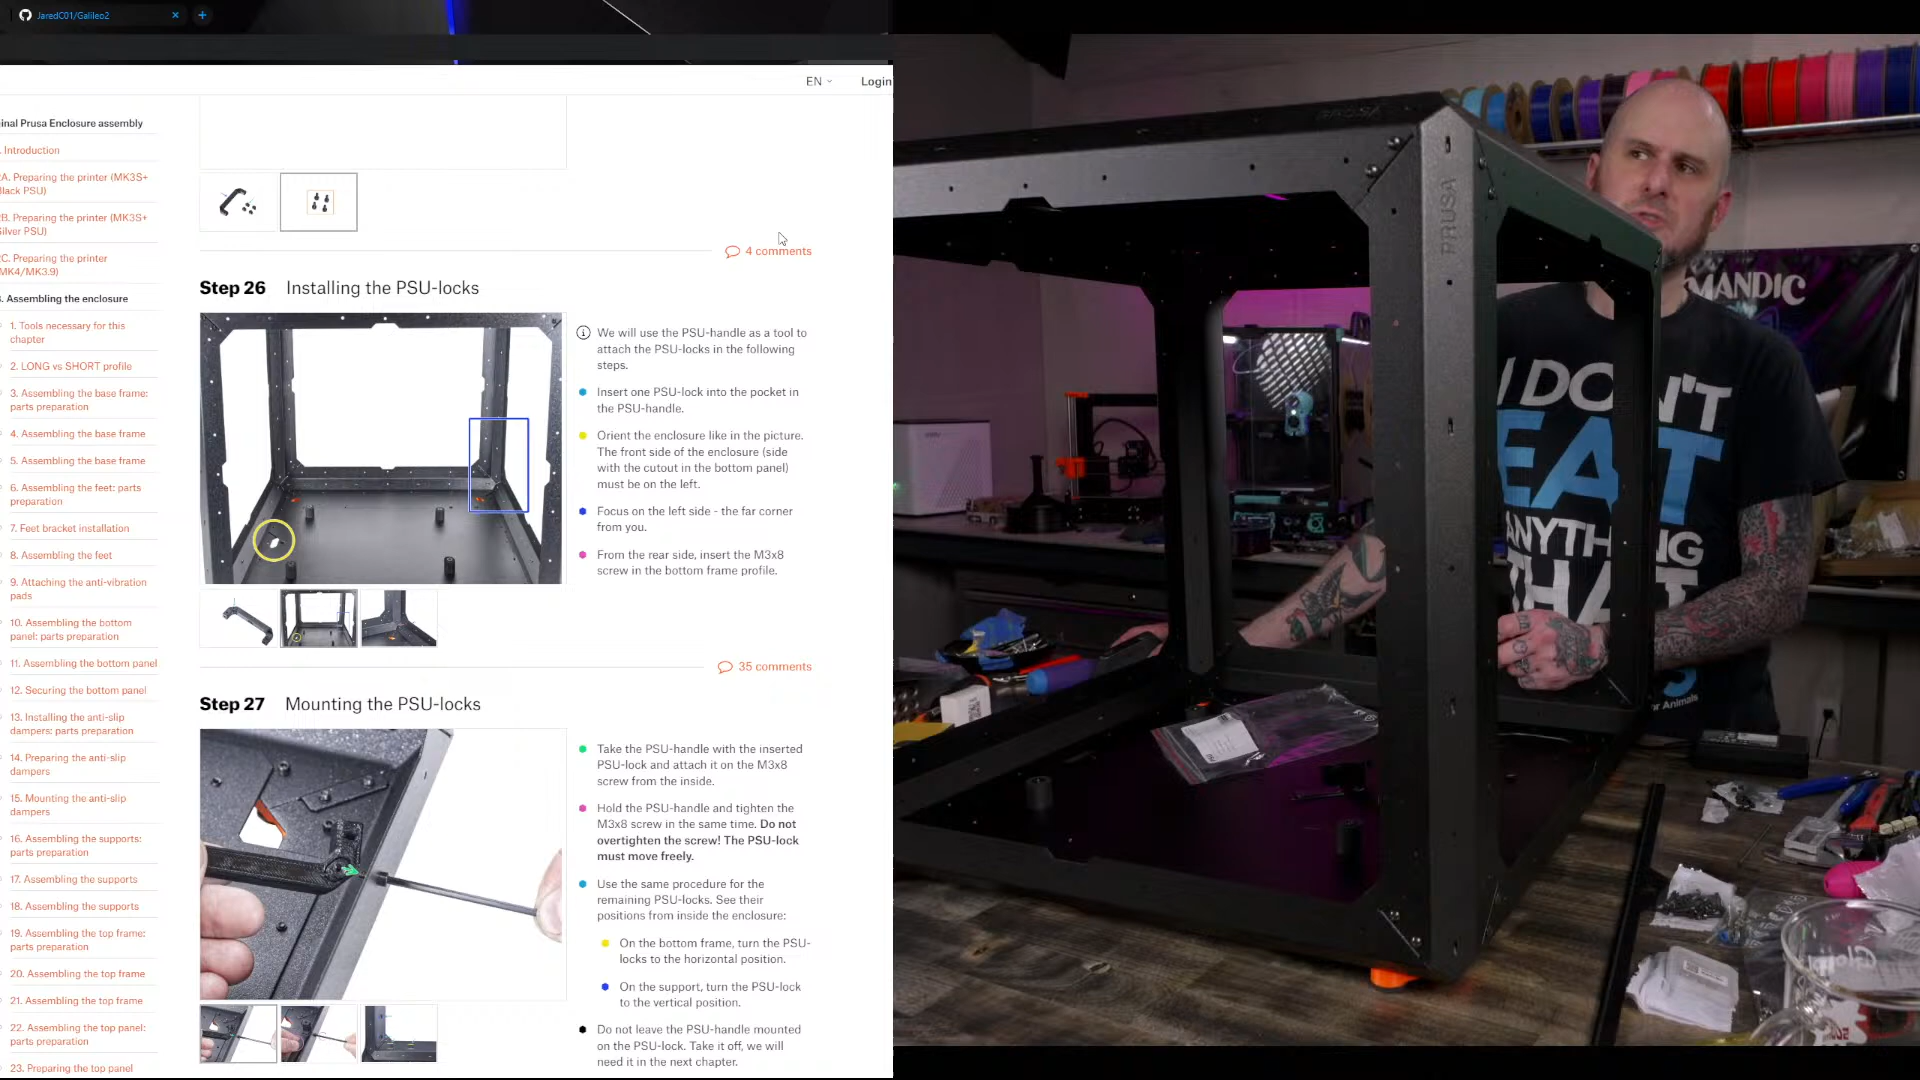 JaredC01/Galileo2
EN
Login
inal Prusa Enclosure assembly
Introduction
A. Preparing the printer (MK3S+
Black PSU)
B. Preparing the printer (MK3S+
Silver PSU)
C. Preparing the printer
MK4/MK3.9)
. Assembling the enclosure
1. Tools necessary for this
chapter
2. LONG vs SHORT profile
3. Assembling the base frame:
parts preparation
4. Assembling the base frame
5. Assembling the base frame
6. Assembling the feet: parts
preparation
7. Feet bracket installation
8. Assembling the feet
9. Attaching the anti-vibration
pads
10. Assembling the bottom
panel: parts preparation
11. Assembling the bottom panel
12. Securing the bottom panel
13. Installing the anti-slip
dampers: parts preparation
14. Preparing the anti-slip
dampers
15. Mounting the anti-slip
dampers
16. Assembling the supports:
parts preparation
17. Assembling the supports
18. Assembling the supports
19. Assembling the top frame:
parts preparation
20. Assembling the top frame
21. Assembling the top frame
22. Assembling the top panel:
parts preparation
23. Preparing the top panel
4 comments
Step 26 Installing the PSU-locks
We will use the PSU-handle as a tool to
attach the PSU-locks in the following
steps.
Insert one PSU-lock into the pocket in
the PSU-handle.
Orient the enclosure like in the picture.
The front side of the enclosure (side
with the cutout in the bottom panel)
must be on the left.
Focus on the left side - the far corner
from you.
From the rear side, insert the M3x8
screw in the bottom frame profile.
35 comments
Step 27 Mounting the PSU-locks
Take the PSU-handle with the inserted
PSU-lock and attach it on the M3x8
screw from the inside.
Hold the PSU-handle and tighten the
M3x8 screw in the same time. Do not
overtighten the screw! The PSU-lock
must move freely.
Use the same procedure for the
remaining PSU-locks. See their
positions from inside the enclosure:
On the bottom frame, turn the PSU-
locks to the horizontal position.
On the support, turn the PSU-lock
to the vertical position.
Do not leave the PSU-handle mounted
on the PSU-lock. Take it off, we will
need it in the next chapter.
PRUSA
MANDIC
I DON'T
EAT
ANYTHING
THAT
or Animals